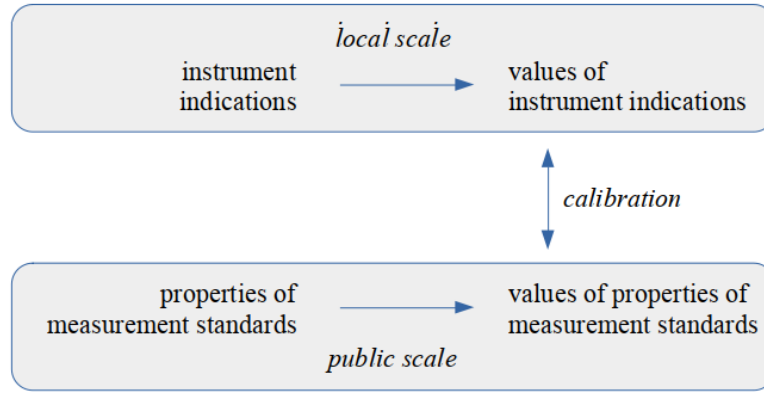 local scale
instrument
indications
values of
instrument indications
calibration
properties of
measurement standards
values of properties of
measurement standards
public scale